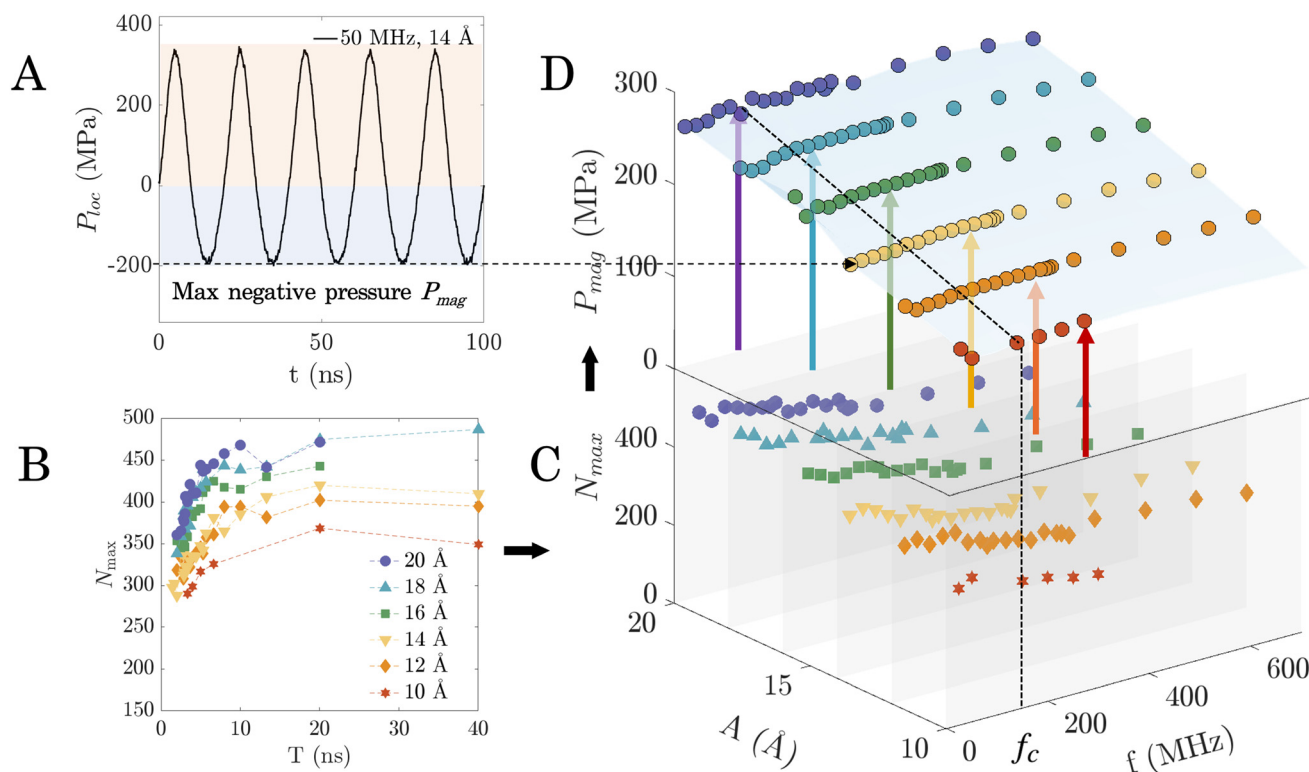 A
400
200
0
-200
P_loc (MPa)
50 MHz, 14 Å
Max negative pressure P_mag
0
50
100
t (ns)
B
500
450
400
350
300
250
200
150
N_max
20 Å
18 Å
16 Å
14 Å
12 Å
10 Å
0
10
20
30
40
T (ns)
D
300
200
100
0
P_mag (MPa)
C
400
200
0
N_max
20
15
10
A (Å)
0
f_c
200
400
600
f (MHz)